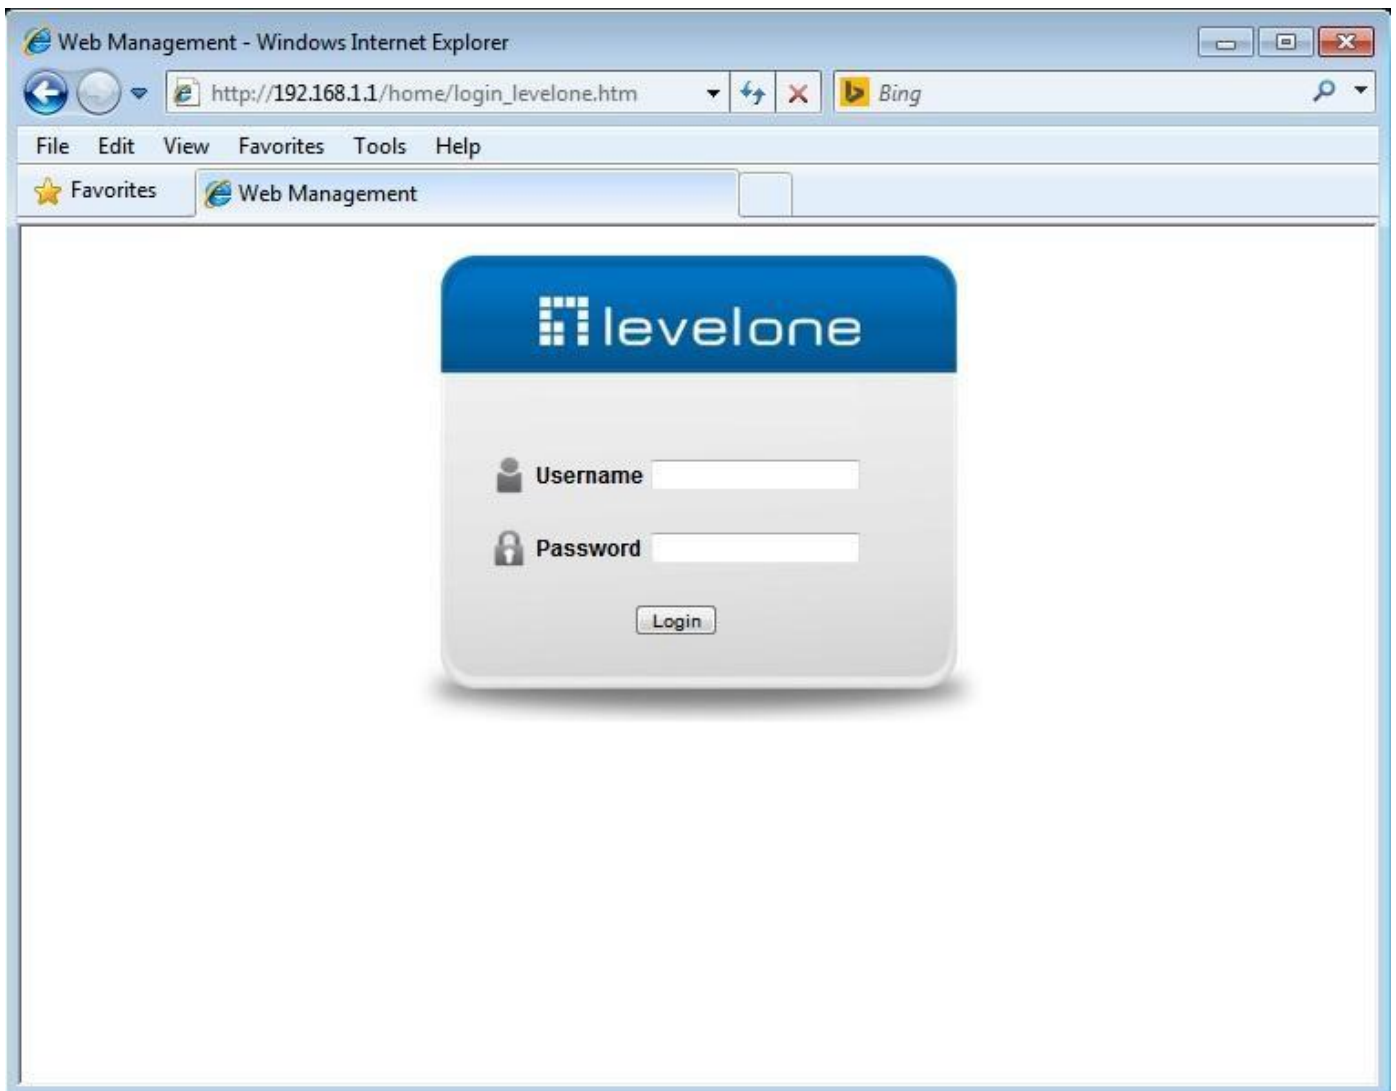 Web Management - Windows Internet Explorer
http://192.168.1.1/home/login_levelone.htm Bing
File Edit View Favorites Tools Help
Favorites Web Management
levelone
Username
Password
Login